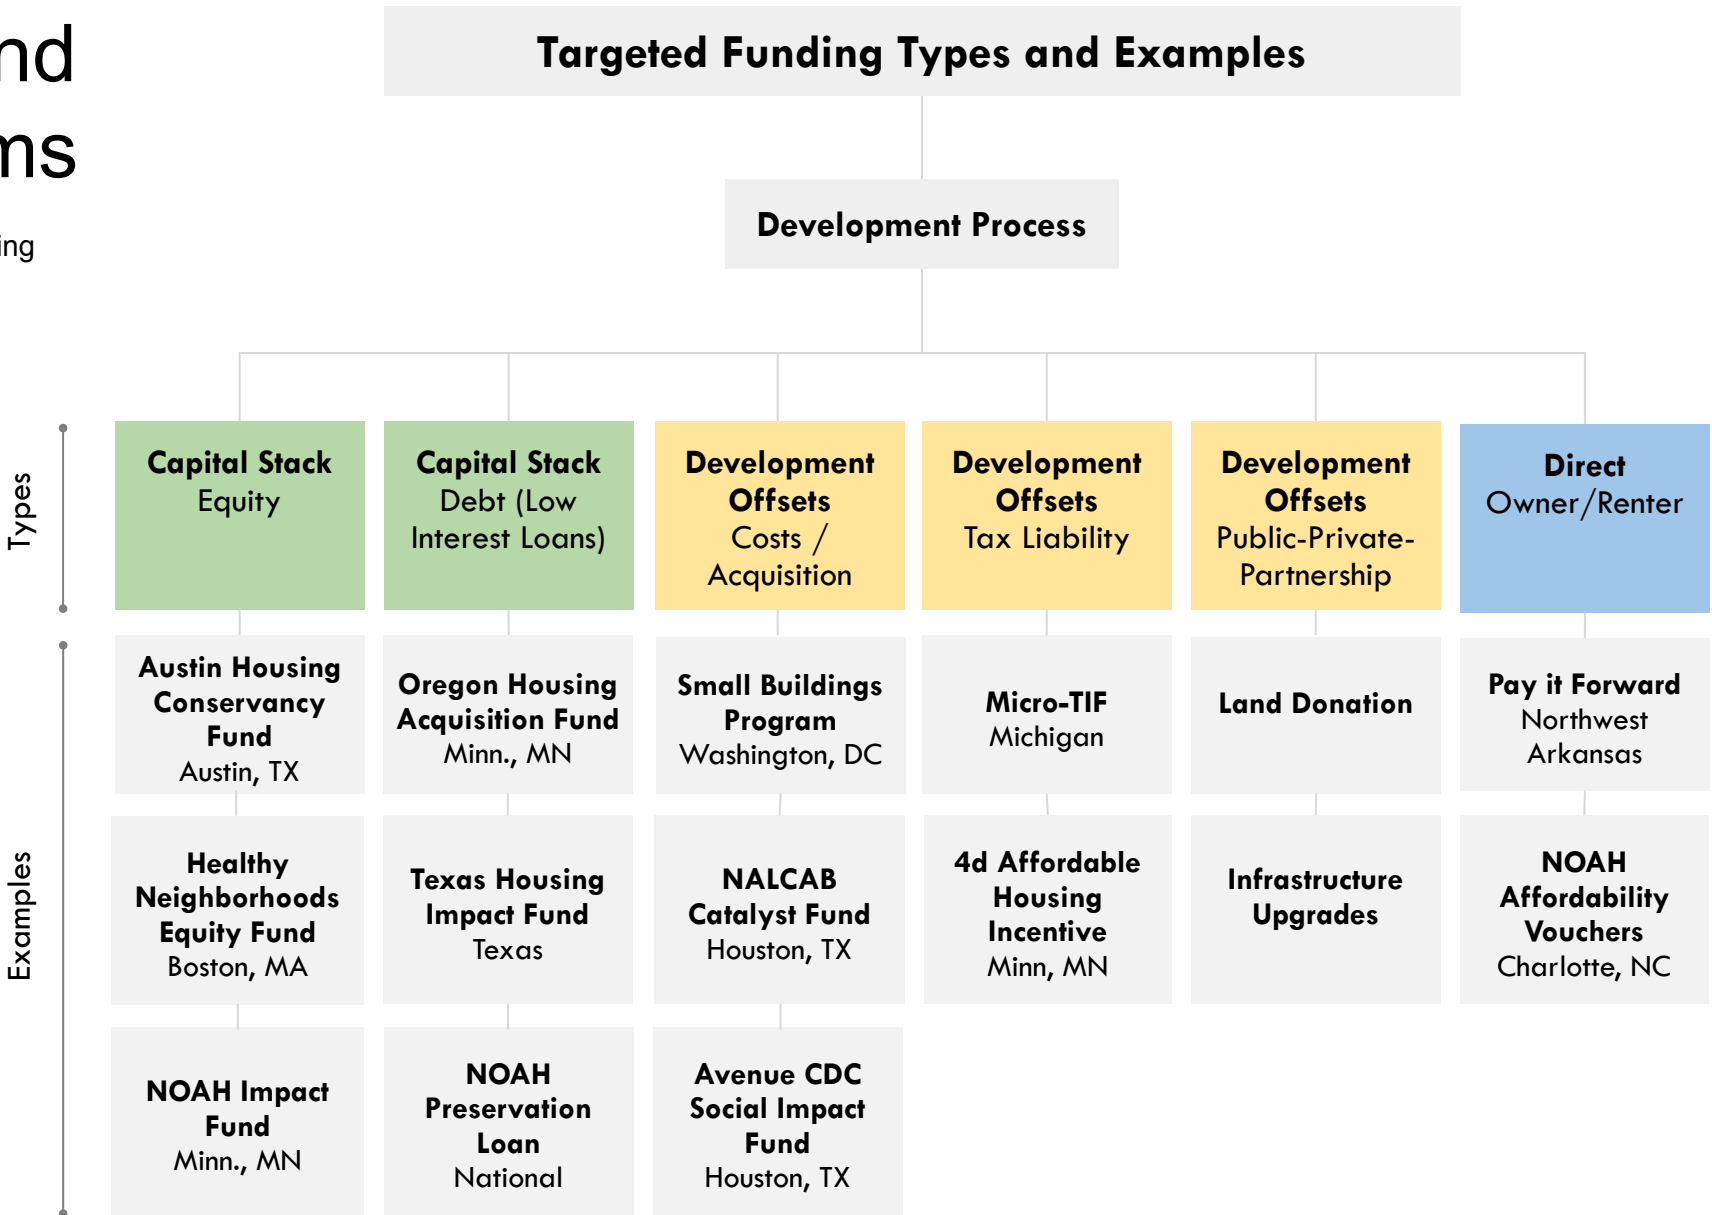 nd
ms
ing
Targeted Funding Types and Examples
Development Process
Types
Capital Stack
Equity
Capital Stack
Debt (Low
Interest Loans)
Development
Offsets
Costs /
Acquisition
Development
Offsets
Tax Liability
Development
Offsets
Public-Private-
Partnership
Direct
Owner/Renter
Examples
Austin Housing
Conservancy
Fund
Austin, TX
Oregon Housing
Acquisition Fund
Minn., MN
Small Buildings
Program
Washington, DC
Micro-TIF
Michigan
Land Donation
Pay it Forward
Northwest
Arkansas
Healthy
Neighborhoods
Equity Fund
Boston, MA
Texas Housing
Impact Fund
Texas
NALCAB
Catalyst Fund
Houston, TX
4d Affordable
Housing
Incentive
Minn, MN
Infrastructure
Upgrades
NOAH
Affordability
Vouchers
Charlotte, NC
NOAH Impact
Fund
Minn., MN
NOAH
Preservation
Loan
National
Avenue CDC
Social Impact
Fund
Houston, TX